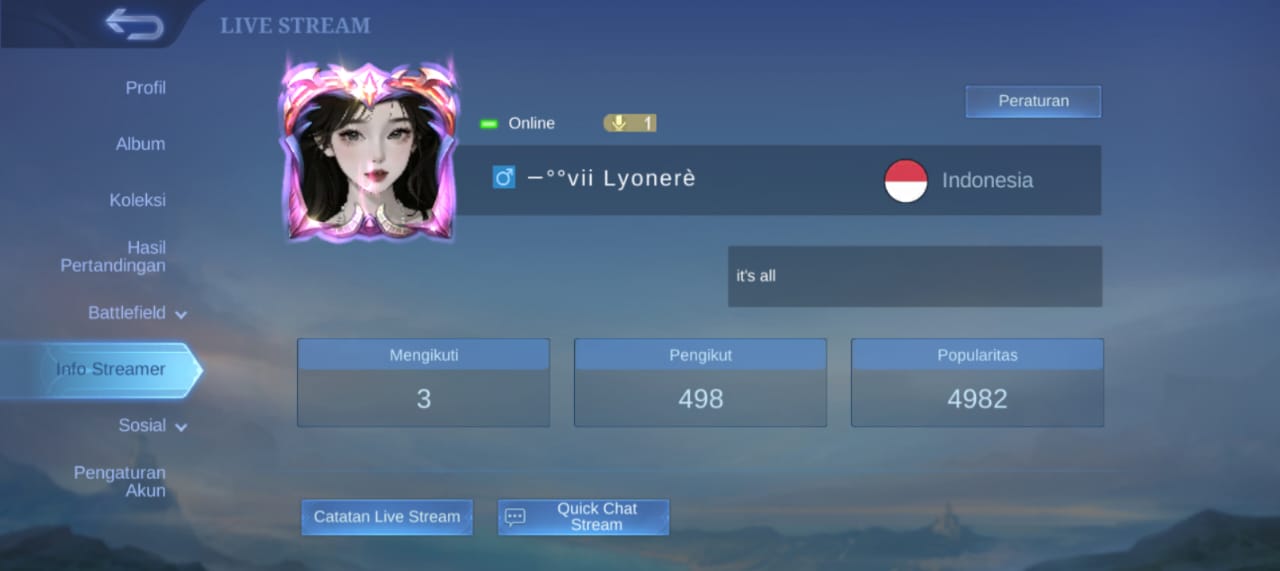 LIVE STREAM
Profil
Album
Koleksi
Hasil
Pertandingan
Battlefield
Info Streamer
Sosial
Pengaturan
Akun
Online
1
Peraturan
—°°vii Lyonerè
Indonesia
it's all
Mengikuti
3
Pengikut
498
Popularitas
4982
Catatan Live Stream
Quick Chat
Stream